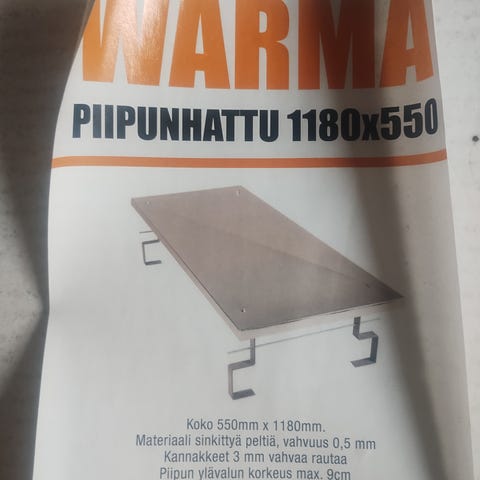 WARMA
PIIPUNHATTU 1180x550
Koko 550mm x 1180mm.
Materiaali sinkittyä peltiä, vahvuus 0,5 mm
Kannakkeet 3 mm vahvaa rautaa
Piipun ylävalun korkeus max. 9cm